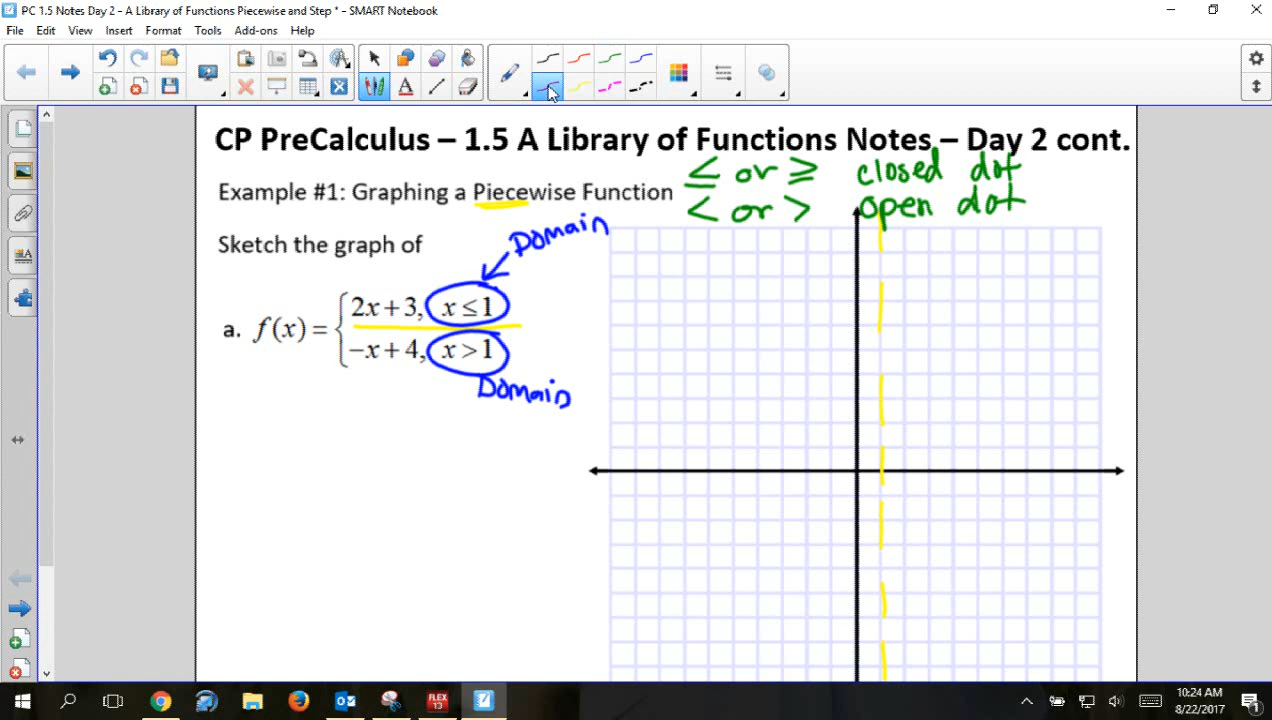 PC 1.5 Notes Day 2 – A Library of Functions Piecewise and Step * - SMART Notebook
File Edit View Insert Format Tools Add-ons Help
CP PreCalculus – 1.5 A Library of Functions Notes – Day 2 cont.
≤ or ≥ closed dot
Example #1: Graphing a Piecewise Function
< or > open dot
Domain
Sketch the graph of
2x+3, x ≤ 1
a. f(x) = {
−x+4, x > 1
Domain
FLEX
13
10:24 AM
8/22/2017
1